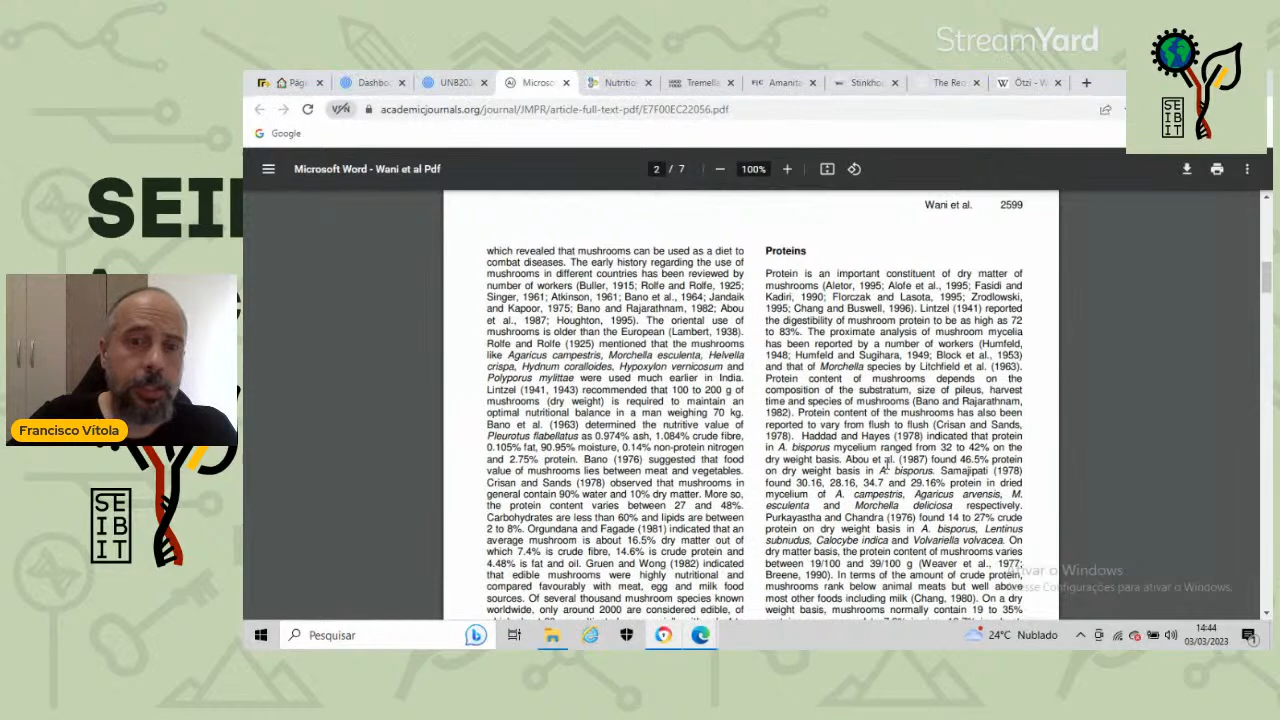 StreamYard
Págin
Dashbo
UNB202
Microso
Nutritio
Tremell
Amanita
Stinkho
The Re
Ötzi - W
VPN
academicjournals.org/journal/JMPR/article-full-text-pdf/E7F00EC22056.pdf
Google
Microsoft Word - Wani et al Pdf
2 / 7
100%
Wani et al. 2599
which revealed that mushrooms can be used as a diet to
combat diseases. The early history regarding the use of
mushrooms in different countries has been reviewed by
number of workers (Buller, 1915; Rolfe and Rolfe, 1925;
Singer, 1961; Atkinson, 1961; Bano et al., 1964; Jandaik
and Kapoor, 1975; Bano and Rajarathnam, 1982; Abou
et al., 1987; Houghton, 1995). The oriental use of
mushrooms is older than the European (Lambert, 1938).
Rolfe and Rolfe (1925) mentioned that the mushrooms
like Agaricus campestris, Morchella esculenta, Helvella
crispa, Hydnum coralloides, Hypoxylon vernicosum and
Polyporus mylittae were used much earlier in India.
Lintzel (1941, 1943) recommended that 100 to 200 g of
mushrooms (dry weight) is required to maintain an
optimal nutritional balance in a man weighing 70 kg.
Bano et al. (1963) determined the nutritive value of
Pleurotus flabellatus as 0.974% ash, 1.084% crude fibre,
0.105% fat, 90.95% moisture, 0.14% non-protein nitrogen
and 2.75% protein. Bano (1976) suggested that food
value of mushrooms lies between meat and vegetables.
Crisan and Sands (1978) observed that mushrooms in
general contain 90% water and 10% dry matter. More so,
the protein content varies between 27 and 48%.
Carbohydrates are less than 60% and lipids are between
2 to 8%. Orgundana and Fagade (1981) indicated that an
average mushroom is about 16.5% dry matter out of
which 7.4% is crude fibre, 14.6% is crude protein and
4.48% is fat and oil. Gruen and Wong (1982) indicated
that edible mushrooms were highly nutritional and
compared favourably with meat, egg and milk food
sources. Of several thousand mushroom species known
worldwide, only around 2000 are considered edible, of
Proteins
Protein is an important constituent of dry matter of
mushrooms (Aletor, 1995; Alofe et al., 1995; Fasidi and
Kadiri, 1990; Florczak and Lasota, 1995; Zrodlowski,
1995; Chang and Buswell, 1996). Lintzel (1941) reported
the digestibility of mushroom protein to be as high as 72
to 83%. The proximate analysis of mushroom mycelia
has been reported by a number of workers (Humfeld,
1948; Humfeld and Sugihara, 1949; Block et al., 1953)
and that of Morchella species by Litchfield et al. (1963).
Protein content of mushrooms depends on the
composition of the substratum, size of pileus, harvest
time and species of mushrooms (Bano and Rajarathnam,
1982). Protein content of the mushrooms has also been
reported to vary from flush to flush (Crisan and Sands,
1978). Haddad and Hayes (1978) indicated that protein
in A. bisporus mycelium ranged from 32 to 42% on the
dry weight basis. Abou et al. (1987) found 46.5% protein
on dry weight basis in A. bisporus. Samajipati (1978)
found 30.16, 28.16, 34.7 and 29.16% protein in dried
mycelium of A. campestris, Agaricus arvensis, M.
esculenta and Morchella deliciosa respectively.
Purkayastha and Chandra (1976) found 14 to 27% crude
protein on dry weight basis in A. bisporus, Lentinus
subnudus, Calocybe indica and Volvariella volvacea. On
dry matter basis, the protein content of mushrooms varies
between 19/100 and 39/100 g (Weaver et al., 1977;
Breene, 1990). In terms of the amount of crude protein,
mushrooms rank below animal meats but well above
most other foods including milk (Chang, 1980). On a dry
weight basis, mushrooms normally contain 19 to 35%
Ativar o Windows
Acesse Configurações para ativar o Windows.
Pesquisar
24°C Nublado
14:44
03/03/2023
Francisco Vítola
SEIB
SE
IB
IT
SE
IB
IT